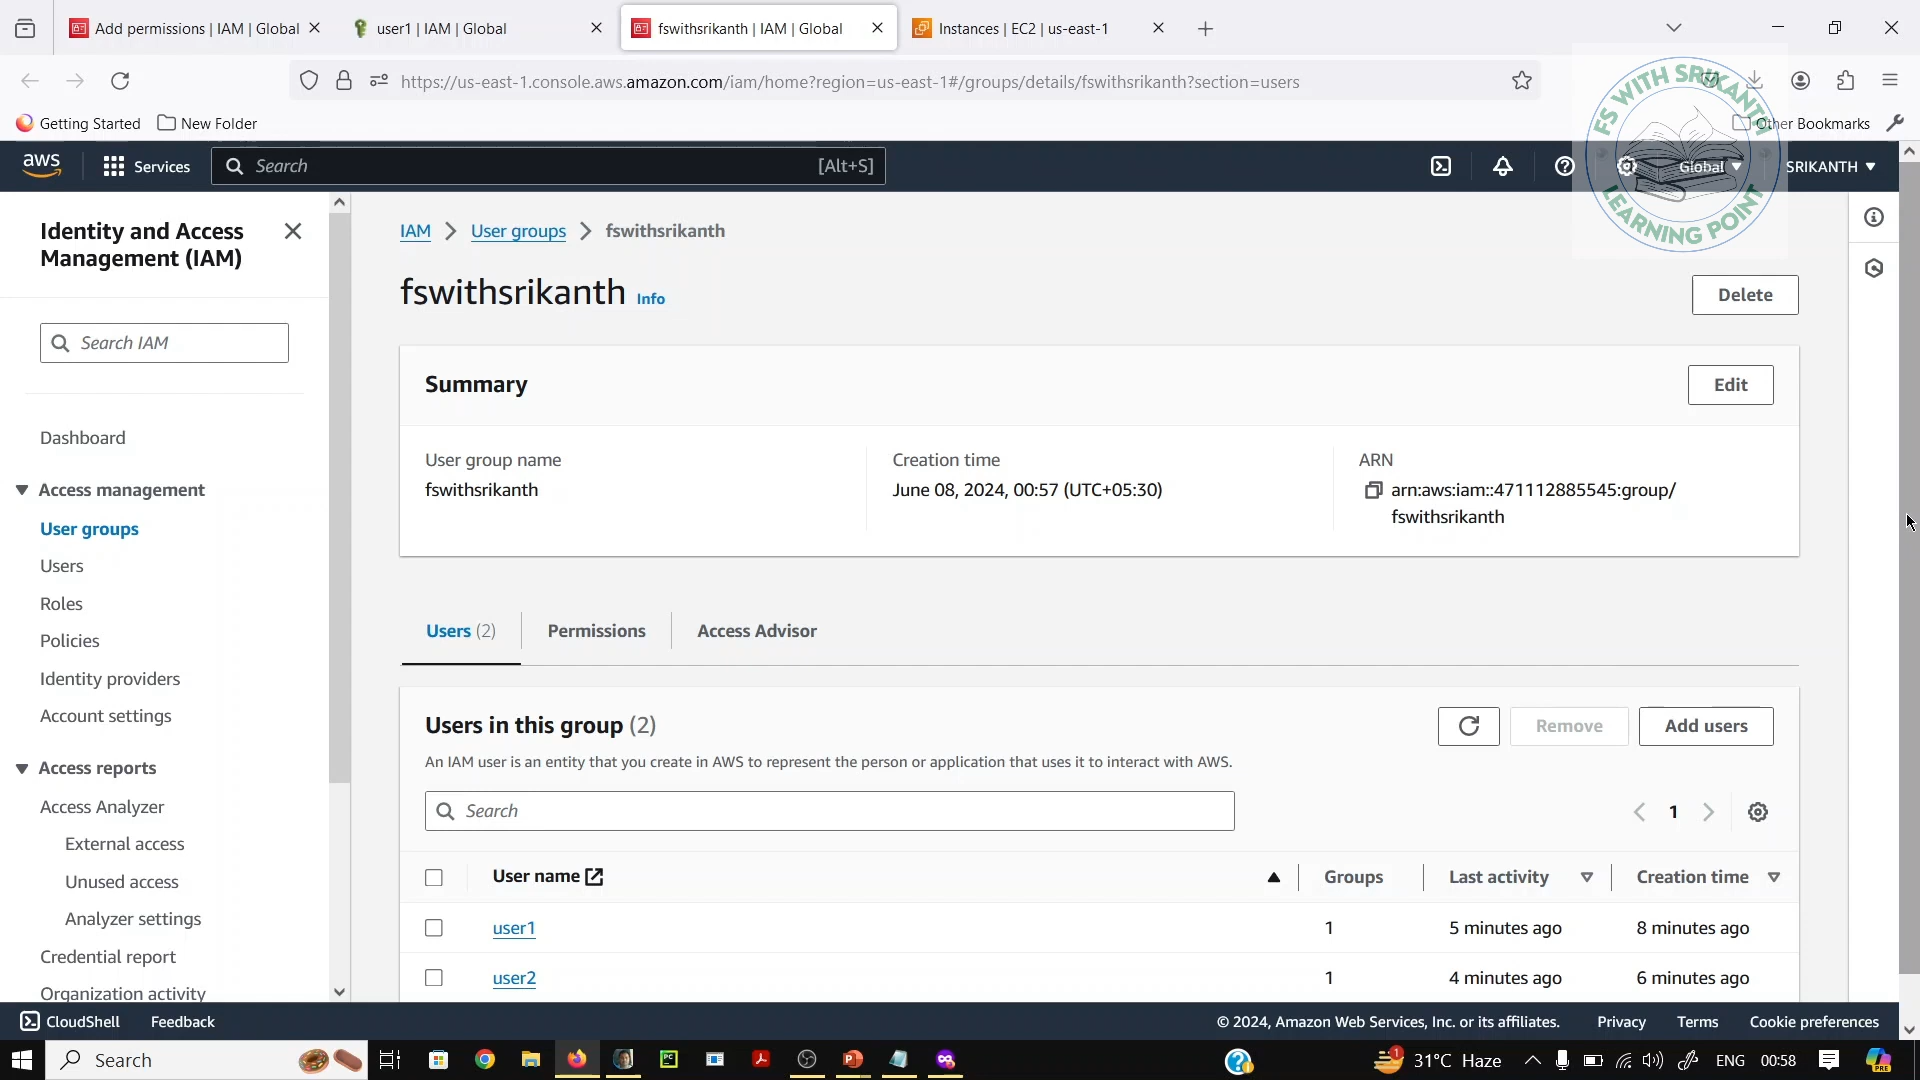 Add permissions | IAM | Global
user1 | IAM | Global
fswithsrikanth | IAM | Global
Instances | EC2 | us-east-1
https://us-east-1.console.aws.amazon.com/iam/home?region=us-east-1#/groups/details/fswithsrikanth?section=users
Getting Started
New Folder
Other Bookmarks
FS WITH SRIKANTH
LEARNING POINT
aws
Services
Search
[Alt+S]
Global
SRIKANTH
Identity and Access
Management (IAM)
Search IAM
Dashboard
Access management
User groups
Users
Roles
Policies
Identity providers
Account settings
Access reports
Access Analyzer
External access
Unused access
Analyzer settings
Credential report
Organization activity
IAM
User groups
fswithsrikanth
fswithsrikanth Info
Delete
Summary
Edit
User group name
fswithsrikanth
Creation time
June 08, 2024, 00:57 (UTC+05:30)
ARN
arn:aws:iam::471112885545:group/
fswithsrikanth
Users (2)
Permissions
Access Advisor
Users in this group (2)
Remove
Add users
An IAM user is an entity that you create in AWS to represent the person or application that uses it to interact with AWS.
Search
1
User name
Groups
Last activity
Creation time
user1
1
5 minutes ago
8 minutes ago
user2
1
4 minutes ago
6 minutes ago
CloudShell
Feedback
© 2024, Amazon Web Services, Inc. or its affiliates.
Privacy
Terms
Cookie preferences
Search
PC
1
31°C Haze
ENG
00:58
PRE